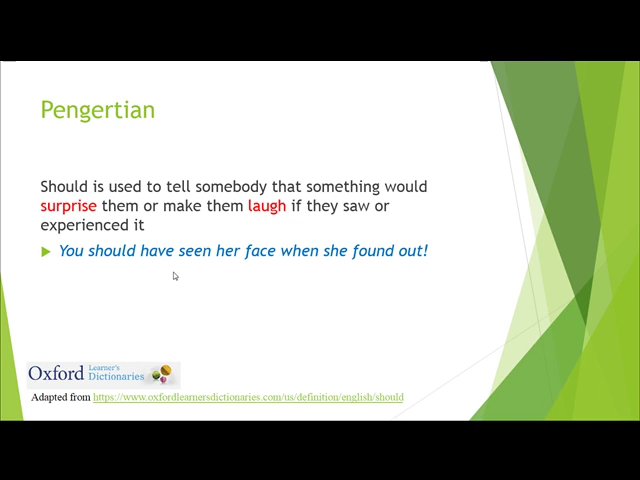 Pengertian
Should is used to tell somebody that something would
surprise them or make them laugh if they saw or
experienced it
You should have seen her face when she found out!
Oxford Learner's Dictionaries
Adapted from https://www.oxfordlearnersdictionaries.com/us/definition/english/should